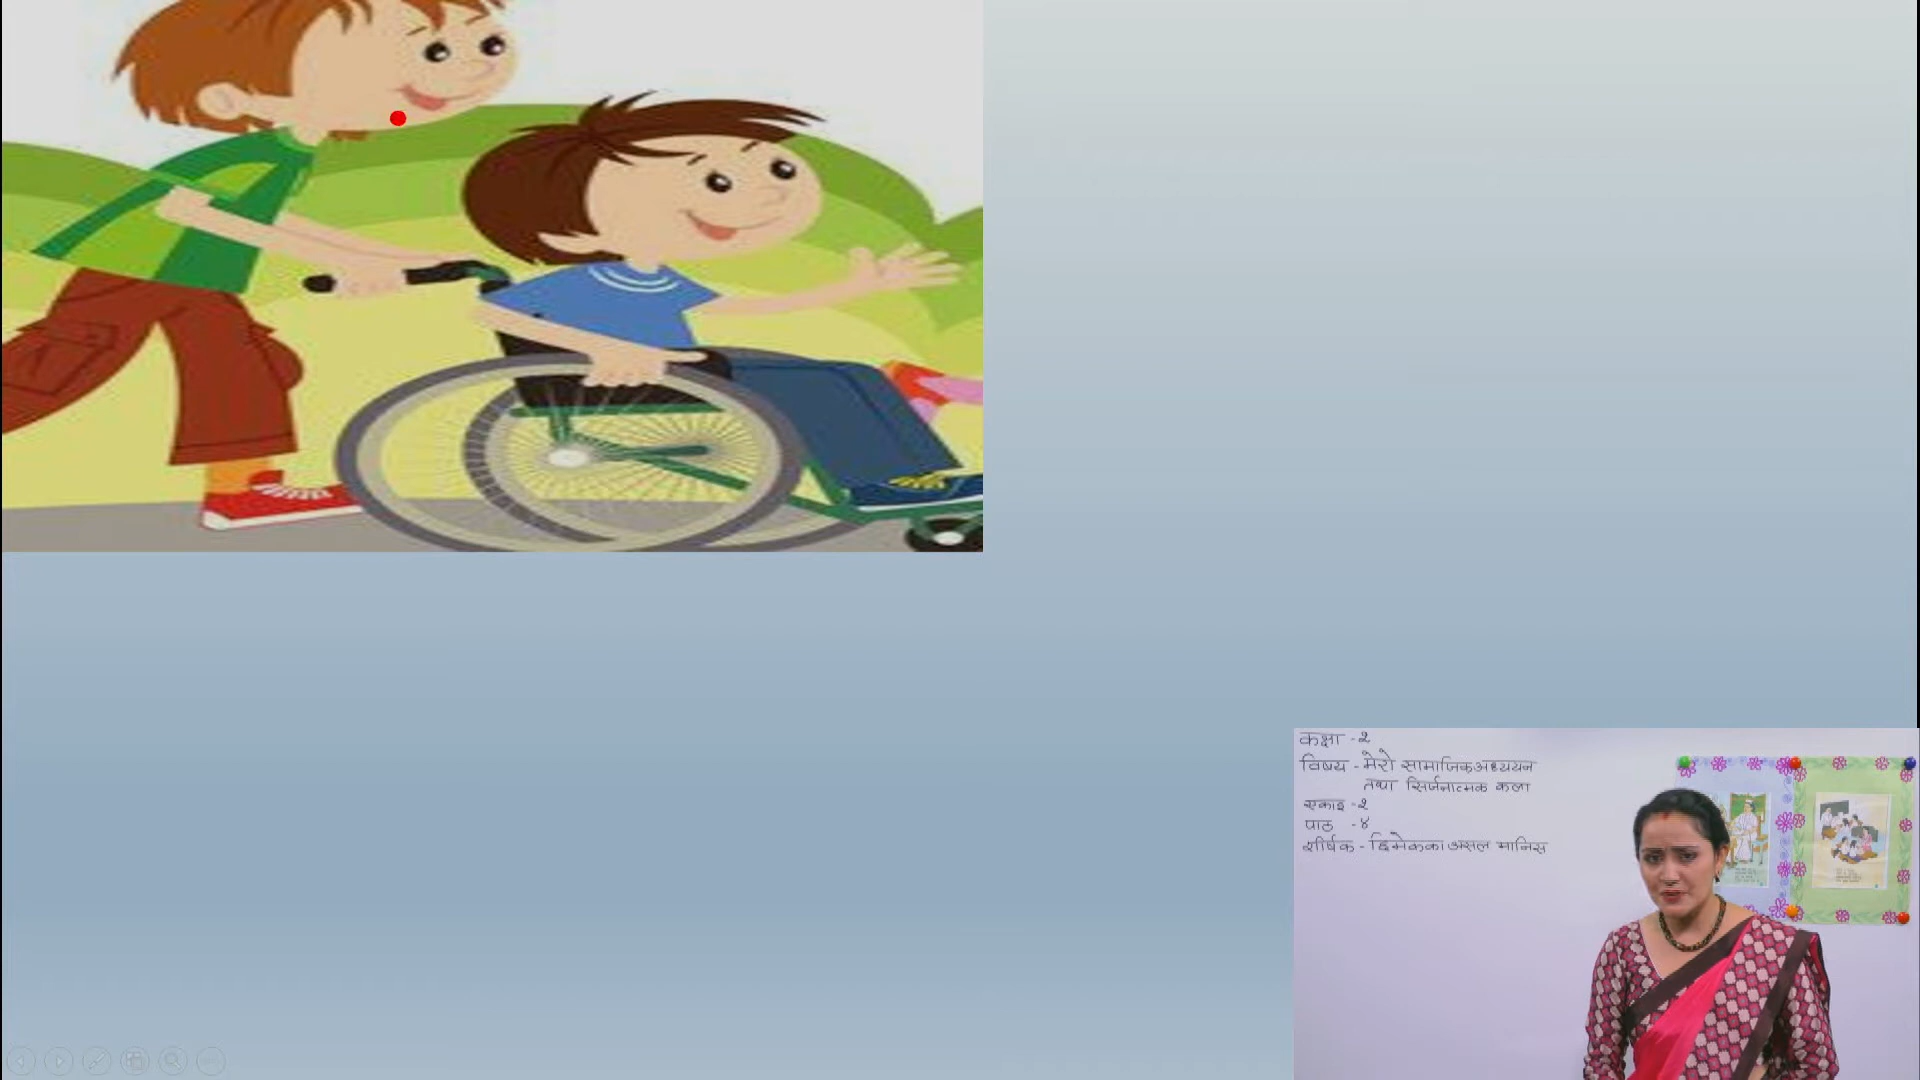 कक्षा - २
विषय - मेरो सामाजिक अध्ययन
तथा सिर्जनात्मक कला
एकाइ - २
पाठ - ४
शीर्षक - छिमेकका असल मानिस